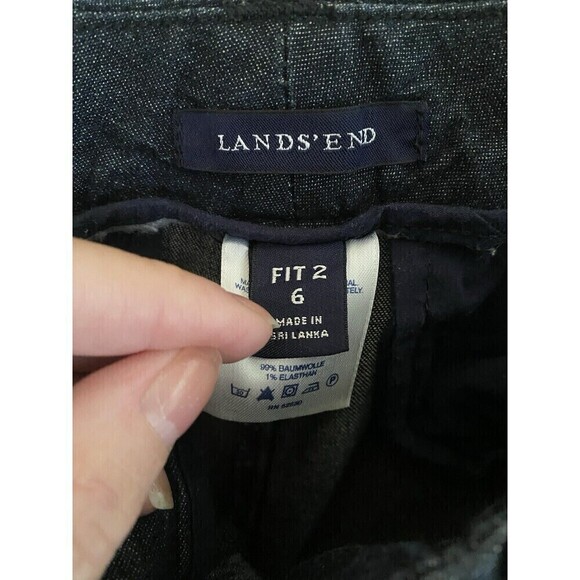 LANDS' END
FIT 2
6
MADE IN
SRI LANKA
99% BAUMWOLLE
1% ELASTHAN
P